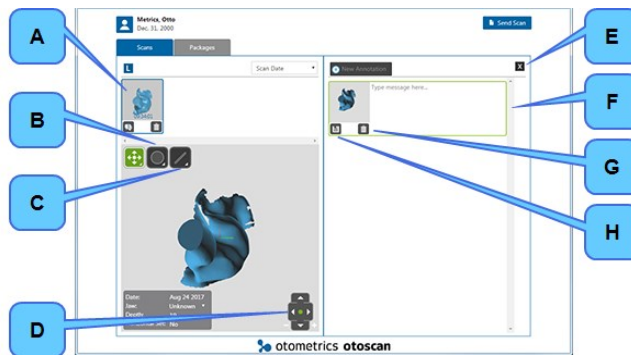 A
B
C
D
E
F
G
H
Metrics, Otto
Dec. 31, 2000
Send Scan
Scans
Packages
L
Scan Date
New Annotation
X
Type message here...
Date: Aug 24 2017
Jaw: Unknown
No
otometrics otoscan